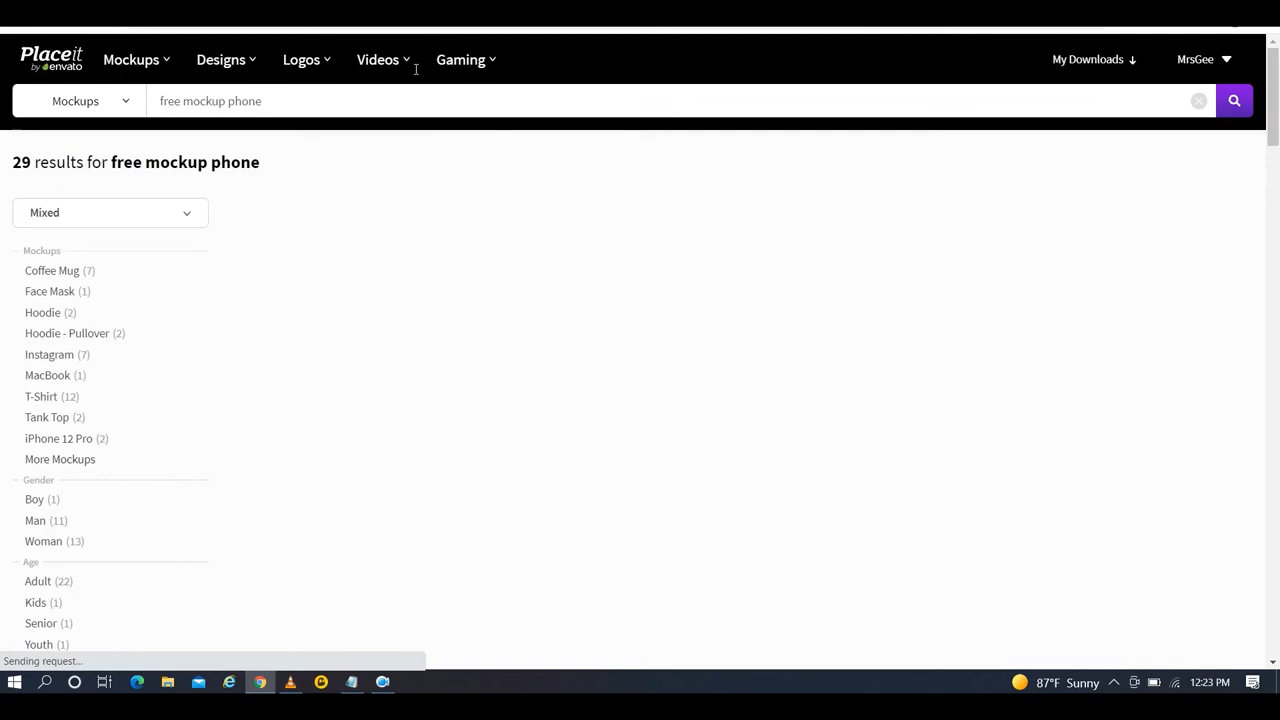 Placeit by envato Mockups Designs Logos Videos Gaming My Downloads ↓ MrsGee
Mockups free mockup phone
29 results for free mockup phone
Mixed
Mockups
Coffee Mug (7)
Face Mask (1)
Hoodie (2)
Hoodie - Pullover (2)
Instagram (7)
MacBook (1)
T-Shirt (12)
Tank Top (2)
iPhone 12 Pro (2)
More Mockups
Gender
Boy (1)
Man (11)
Woman (13)
Age
Adult (22)
Kids (1)
Senior (1)
Youth (1)
Sending request...
87°F Sunny 12:23 PM